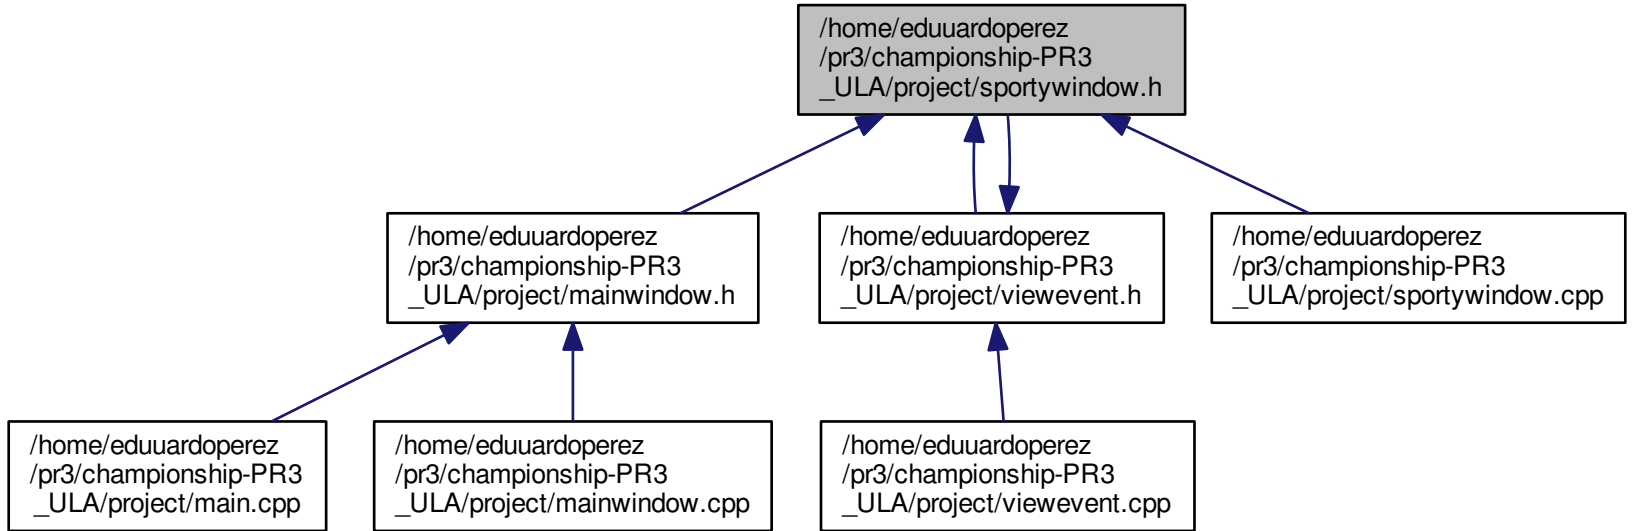 /home/eduuardoperez
/pr3/championship-PR3
_ULA/project/sportywindow.h
/home/eduuardoperez
/pr3/championship-PR3
_ULA/project/mainwindow.h
/home/eduuardoperez
/pr3/championship-PR3
_ULA/project/viewevent.h
/home/eduuardoperez
/pr3/championship-PR3
_ULA/project/sportywindow.cpp
/home/eduuardoperez
/pr3/championship-PR3
_ULA/project/main.cpp
/home/eduuardoperez
/pr3/championship-PR3
_ULA/project/mainwindow.cpp
/home/eduuardoperez
/pr3/championship-PR3
_ULA/project/viewevent.cpp